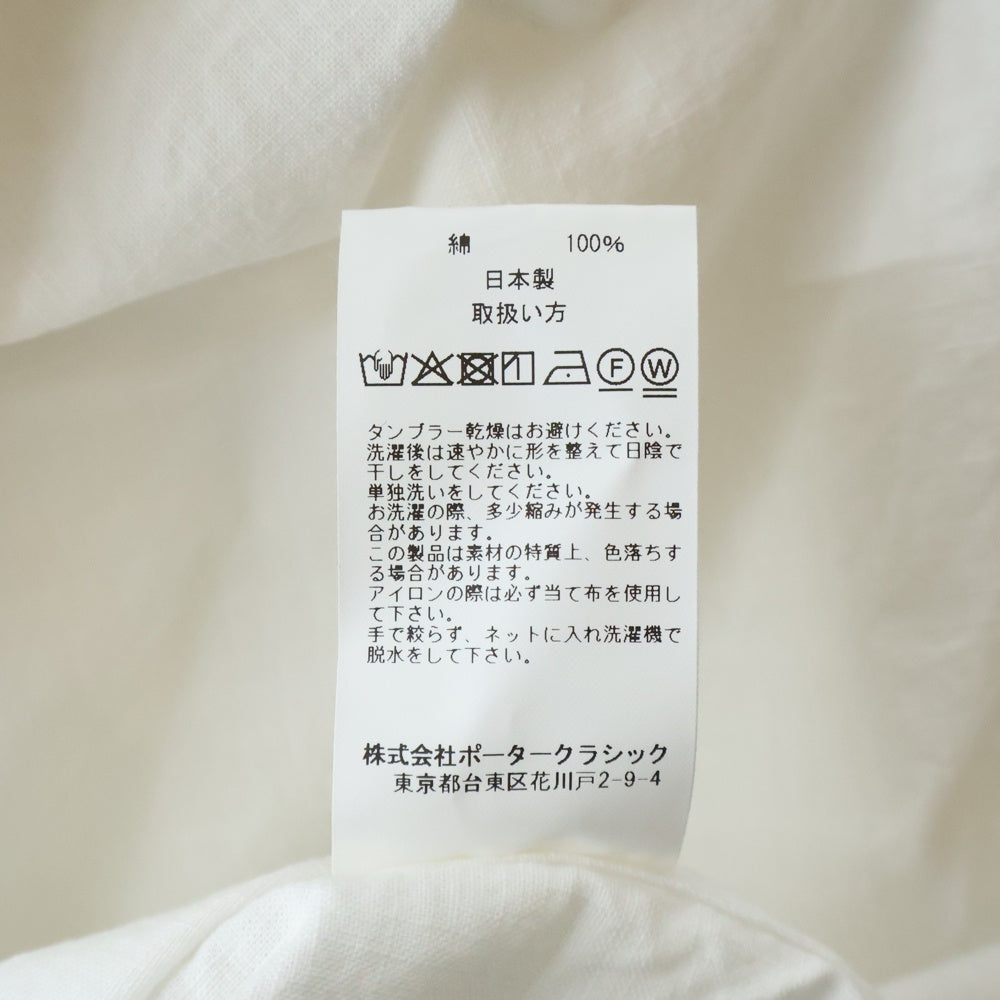 綿 100%
日本製
取扱い方
F W
タンブラー乾燥はお避けください。
洗濯後は速やかに形を整えて日陰で
干しをしてください。
単独洗いをしてください。
お洗濯の際、多少縮みが発生する場
合があります。
この製品は素材の特質上、色落ちす
る場合があります。
アイロンの際は必ず当て布を使用し
て下さい。
手で絞らず、ネットに入れ洗濯機で
脱水をして下さい。
株式会社ポータークラシック
東京都台東区花川戸2-9-4